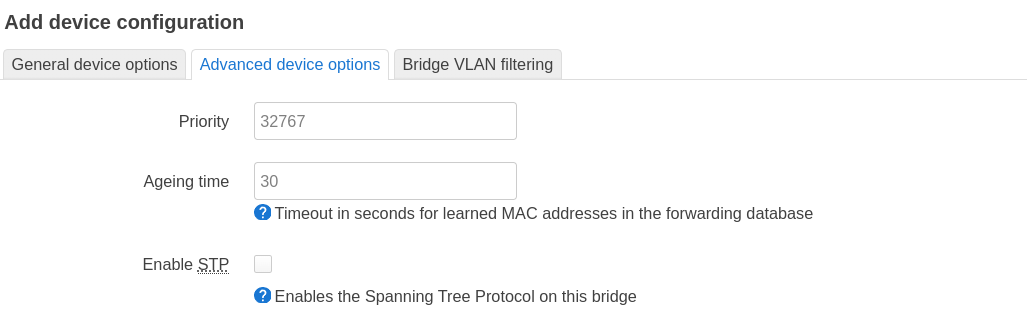 Add device configuration
General device options Advanced device options Bridge VLAN filtering
Priority 32767
Ageing time 30
? Timeout in seconds for learned MAC addresses in the forwarding database
Enable STP
? Enables the Spanning Tree Protocol on this bridge